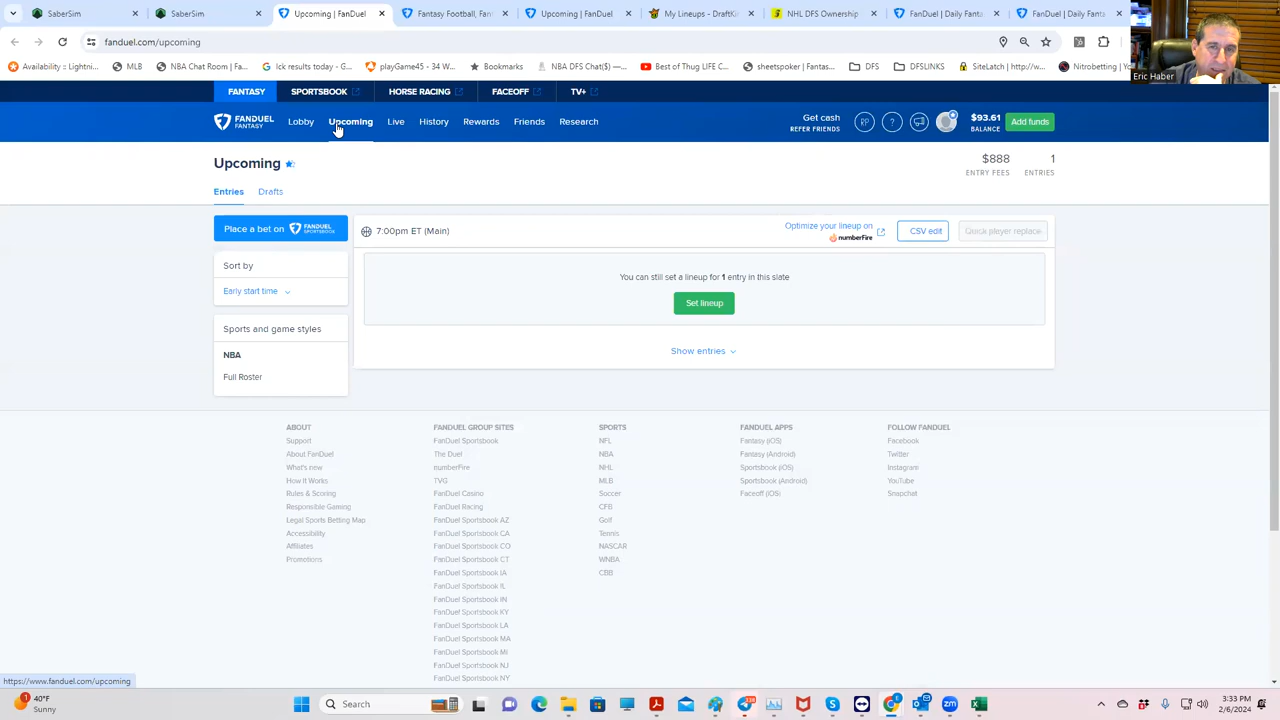 SaberSim
SaberSim
Upcoming | FanDuel
Fantasy Football, Fan
My Lineups - DraftKi
NHL DFS Owners
FanDuel
FanDuel | Daily Fanta
fanduel.com/upcoming
Availability :: Lightni...
MLB
NBA Chat Room | Fa...
Ick results today - G...
playGame45 - 34 W...
Bookmarks
NBA DFS Chat($) —...
Best of Thug LIFE C...
sheetspoker | Fantas...
DFS
DFSLINKS
SiteLatch | http://w...
Nitrobetting | Yo
Eric Haber
FANTASY
SPORTSBOOK
HORSE RACING
FACEOFF
TV+
FANDUEL FANTASY
Lobby
Upcoming
Live
History
Rewards
Friends
Research
Get cash
REFER FRIENDS
RP
?
$93.61
BALANCE
Add funds
Upcoming
$888
ENTRY FEES
1
ENTRIES
Entries
Drafts
Place a bet on FANDUEL SPORTSBOOK
Sort by
Early start time
Sports and game styles
NBA
Full Roster
7:00pm ET (Main)
Optimize your lineup on
numberFire
CSV edit
Quick player replace
You can still set a lineup for 1 entry in this slate
Set lineup
Show entries
ABOUT
Support
About FanDuel
What's now
How It Works
Rules & Scoring
Responsible Gaming
Legal Sports Betting Map
Accessibility
Affiliates
Promotions
FANDUEL GROUP SITES
FanDuel Sportsbook
The Duel
numberFire
TVG
FanDuel Casino
FanDuel Racing
FanDuel Sportsbook AZ
FanDuel Sportsbook CA
FanDuel Sportsbook CO
FanDuel Sportsbook CT
FanDuel Sportsbook IA
FanDuel Sportsbook IL
FanDuel Sportsbook IN
FanDuel Sportsbook KY
FanDuel Sportsbook LA
FanDuel Sportsbook MA
FanDuel Sportsbook MI
FanDuel Sportsbook NJ
FanDuel Sportsbook NY
SPORTS
NFL
NBA
NHL
MLB
Soccer
CFB
Golf
Tennis
NASCAR
WNBA
CBB
FANDUEL APPS
Fantasy (iOS)
Fantasy (Android)
Sportsbook (iOS)
Sportsbook (Android)
Faceoff (iOS)
FOLLOW FANDUEL
Facebook
Twitter
Instagram
YouTube
Snapchat
https://www.fanduel.com/upcoming
40°F
Sunny
Search
3:33 PM
2/6/2024